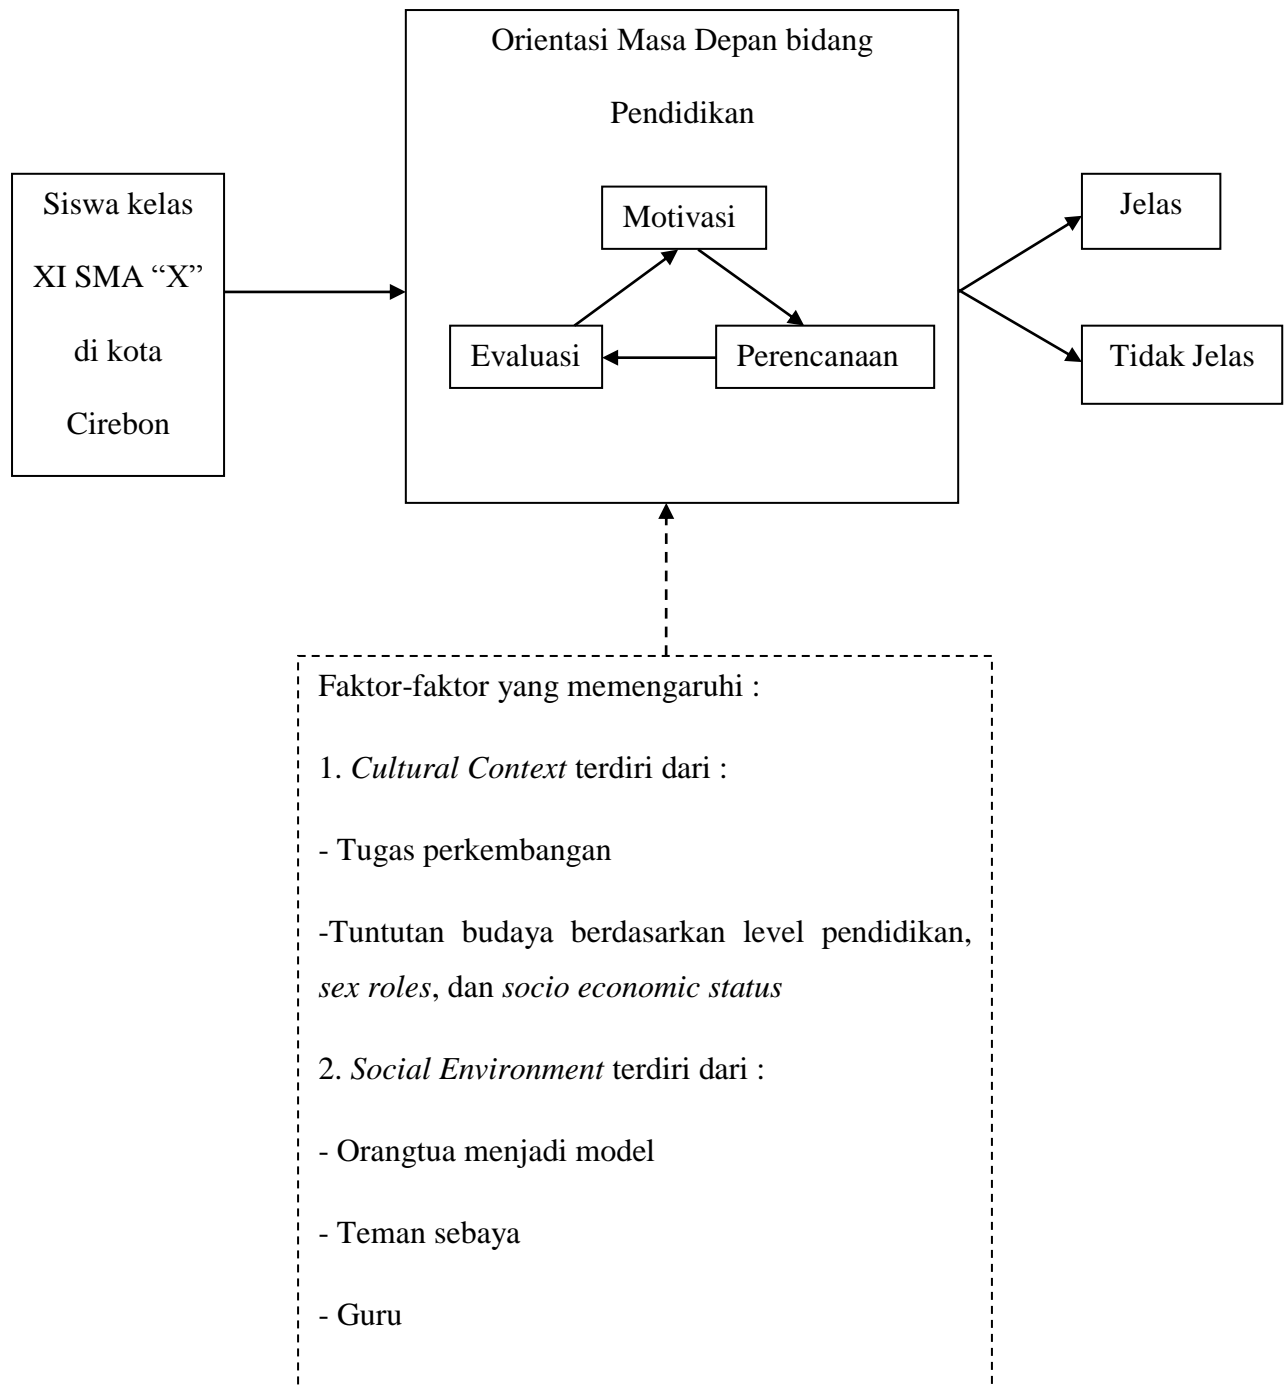 Orientasi Masa Depan bidang
Pendidikan
Siswa kelas
XI SMA “X”
di kota
Cirebon
Motivasi
Evaluasi
Perencanaan
Jelas
Tidak Jelas
Faktor-faktor yang memengaruhi :
1. Cultural Context terdiri dari :
- Tugas perkembangan
-Tuntutan budaya berdasarkan level pendidikan,
sex roles, dan socio economic status
2. Social Environment terdiri dari :
- Orangtua menjadi model
- Teman sebaya
- Guru